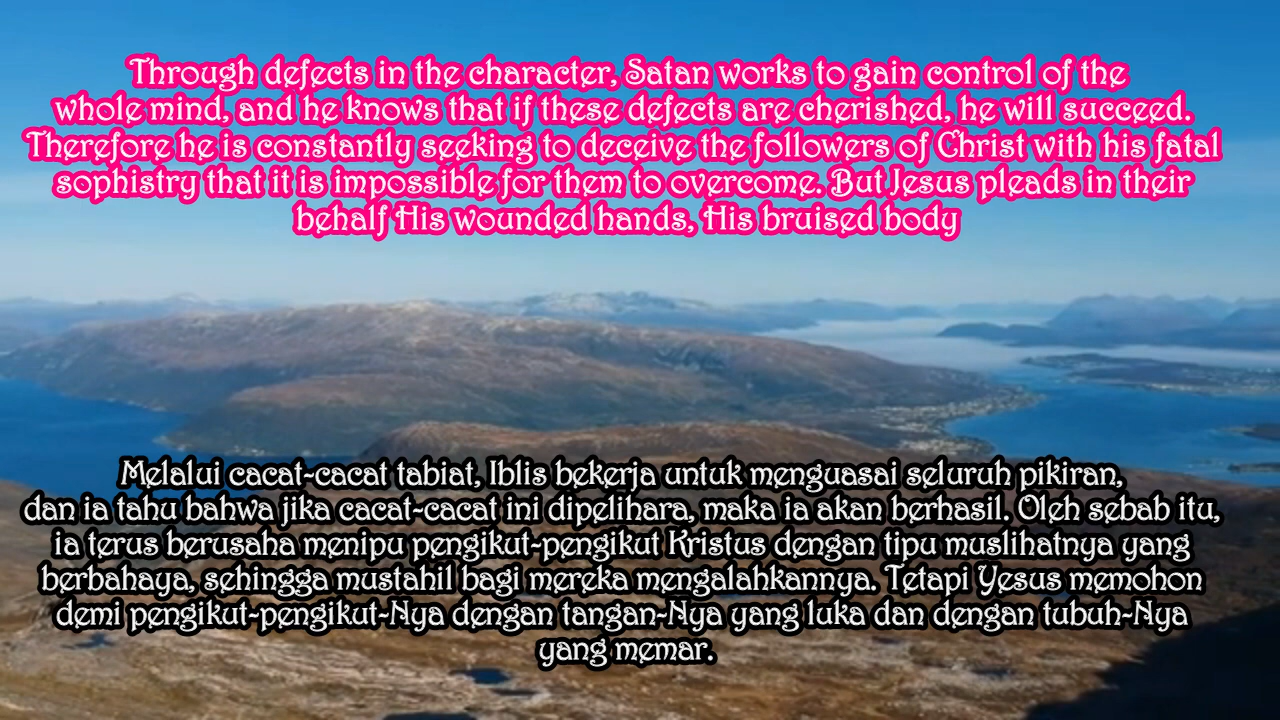 Through defects in the character, Satan works to gain control of the
whole mind, and he knows that if these defects are cherished, he will succeed.
Therefore he is constantly seeking to deceive the followers of Christ with his fatal
sophistry that it is impossible for them to overcome. But Jesus pleads in their
behalf His wounded hands, His bruised body
Melalui cacat-cacat tabiat, Iblis bekerja untuk menguasai seluruh pikiran,
dan ia tahu bahwa jika cacat-cacat ini dipelihara, maka ia akan berhasil. Oleh sebab itu,
ia terus berusaha menipu pengikut-pengikut Kristus dengan tipu muslihatnya yang
berbahaya, sehingga mustahil bagi mereka mengalahkannya. Tetapi Yesus memohon
demi pengikut-pengikut-Nya dengan tangan-Nya yang luka dan dengan tubuh-Nya
yang memar.